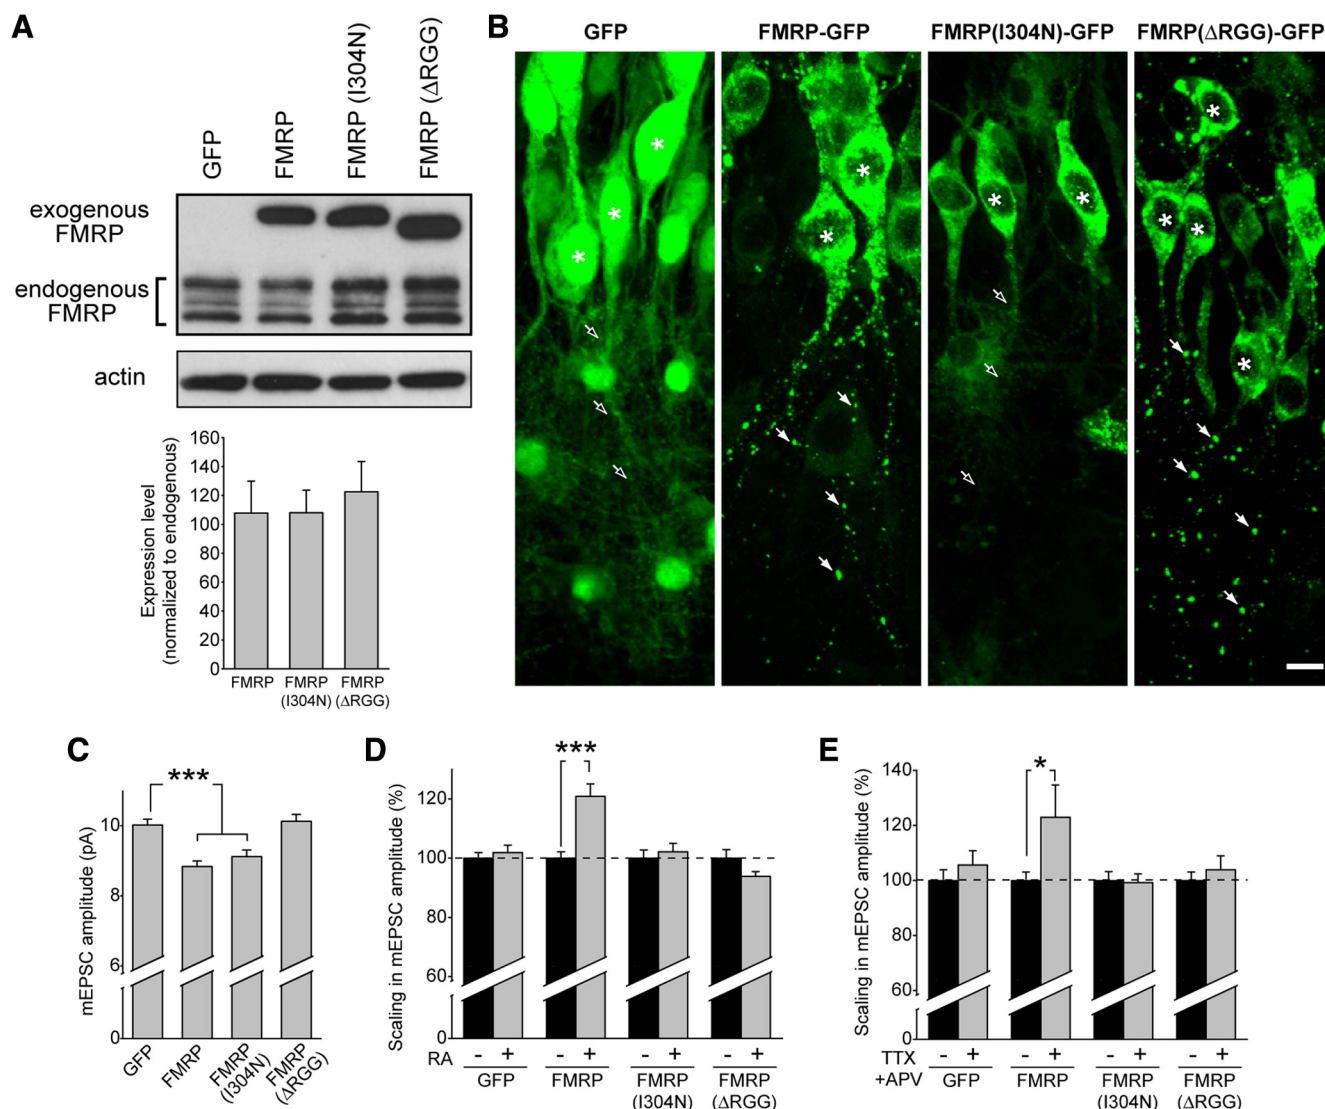 A
GFP
FMRP
FMRP (I304N)
FMRP (ΔRGG)
exogenous
FMRP
endogenous
FMRP
actin
Expression level
(normalized to endogenous)
160
140
120
100
80
60
40
20
0
FMRP
FMRP
(I304N)
FMRP
(ΔRGG)
B
GFP
FMRP-GFP
FMRP(I304N)-GFP
FMRP(ΔRGG)-GFP
*
*
*
*
*
*
*
*
*
*
*
C
mEPSC amplitude (pA)
10
8
6
0
***
GFP
FMRP
FMRP
(I304N)
FMRP
(ΔRGG)
D
Scaling in mEPSC amplitude (%)
120
100
80
60
0
***
RA - + - + - + - +
GFP
FMRP
FMRP
(I304N)
FMRP
(ΔRGG)
E
Scaling in mEPSC amplitude (%)
140
120
100
80
60
0
*
TTX
+APV
- + - + - + - +
GFP
FMRP
FMRP
(I304N)
FMRP
(ΔRGG)